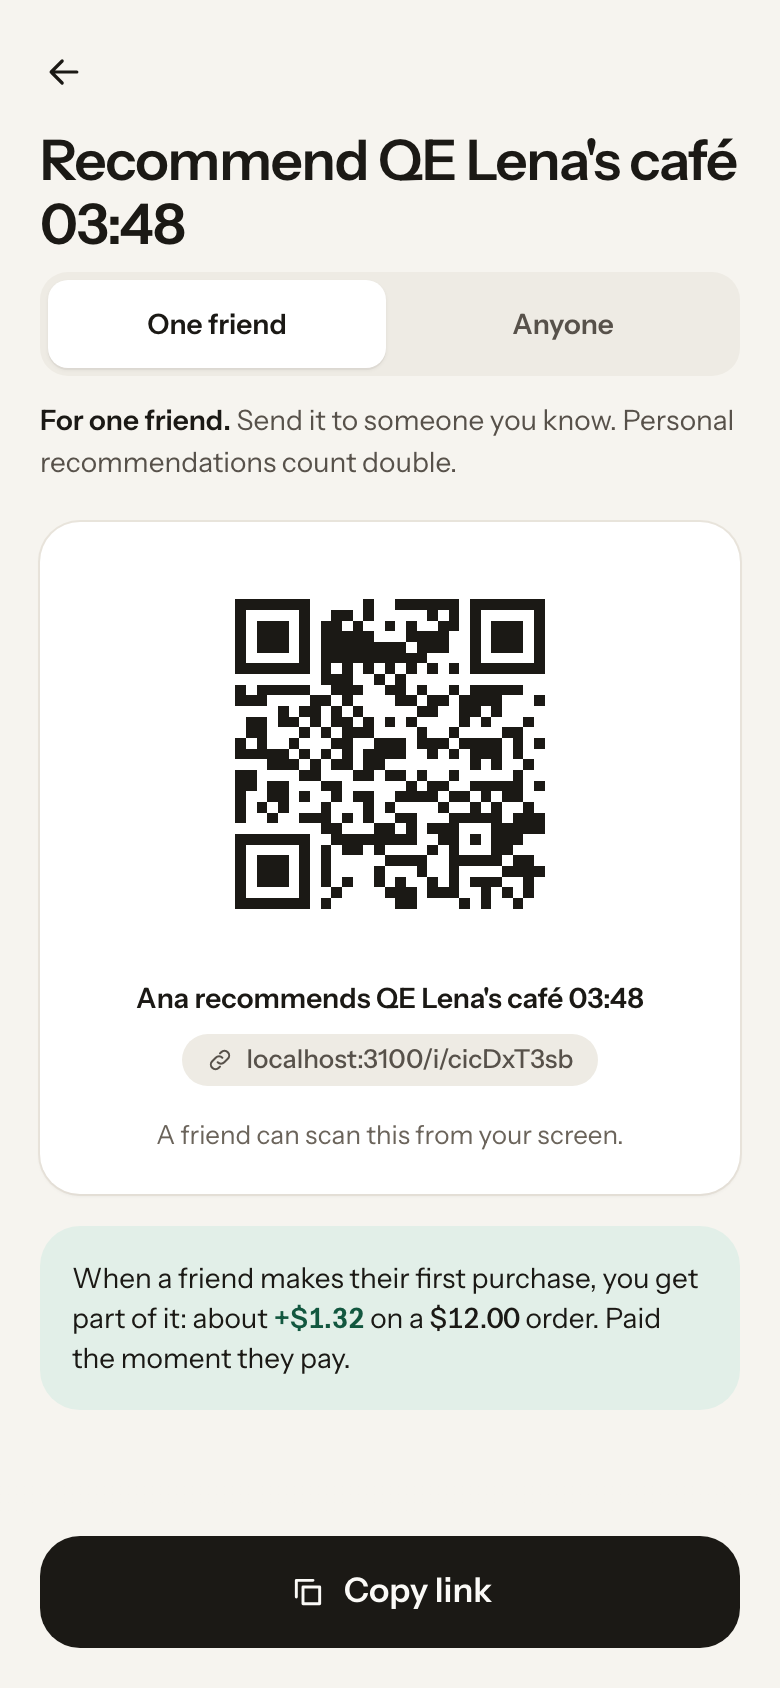 Recommend QE Lena's café
03:48
One friend
Anyone
For one friend. Send it to someone you know. Personal
recommendations count double.
Ana recommends QE Lena's café 03:48
localhost:3100/i/cicDxT3sb
A friend can scan this from your screen.
When a friend makes their first purchase, you get
part of it: about +$1.32 on a $12.00 order. Paid
the moment they pay.
Copy link